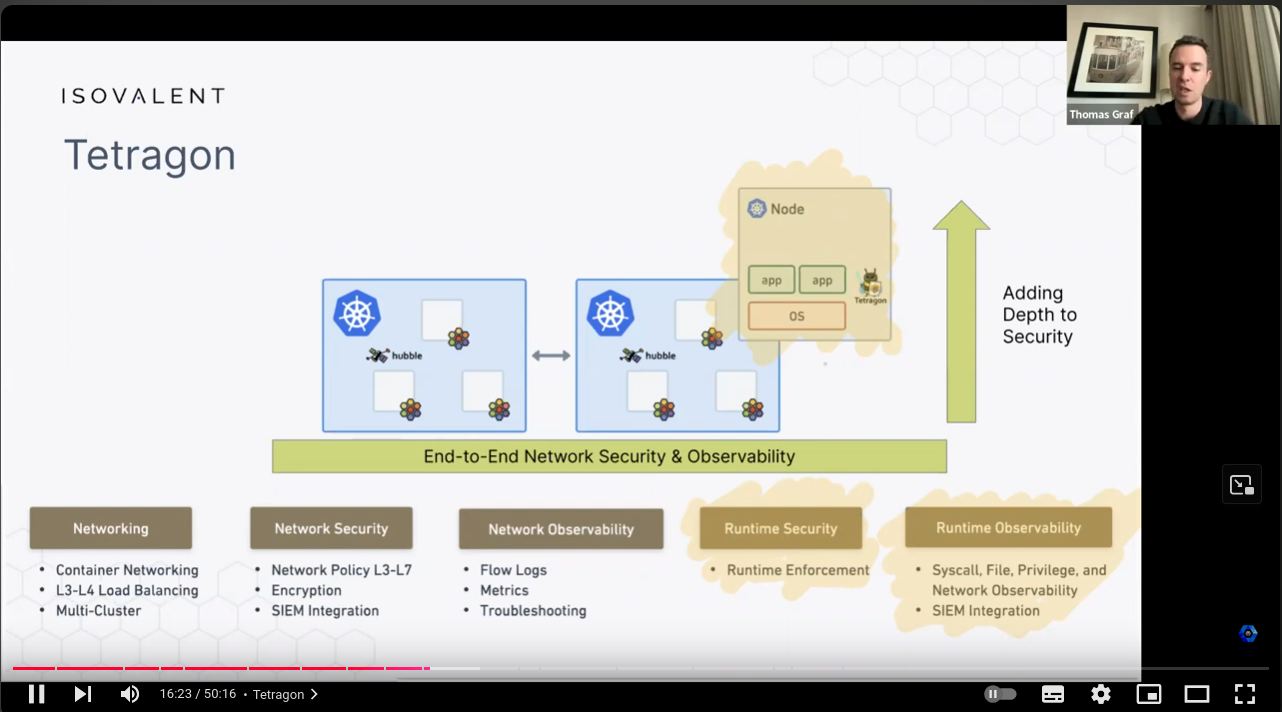 ISOVALENT
Thomas Graf
Tetragon
Node
app
app
Tetragon
OS
hubble
hubble
Adding
Depth to
Security
End-to-End Network Security & Observability
Networking
• Container Networking
• L3-L4 Load Balancing
• Multi-Cluster
Network Security
• Network Policy L3-L7
• Encryption
• SIEM Integration
Network Observability
• Flow Logs
• Metrics
• Troubleshooting
Runtime Security
• Runtime Enforcement
Runtime Observability
• Syscall, File, Privilege, and
Network Observability
• SIEM Integration
16:23 / 50:16 • Tetragon